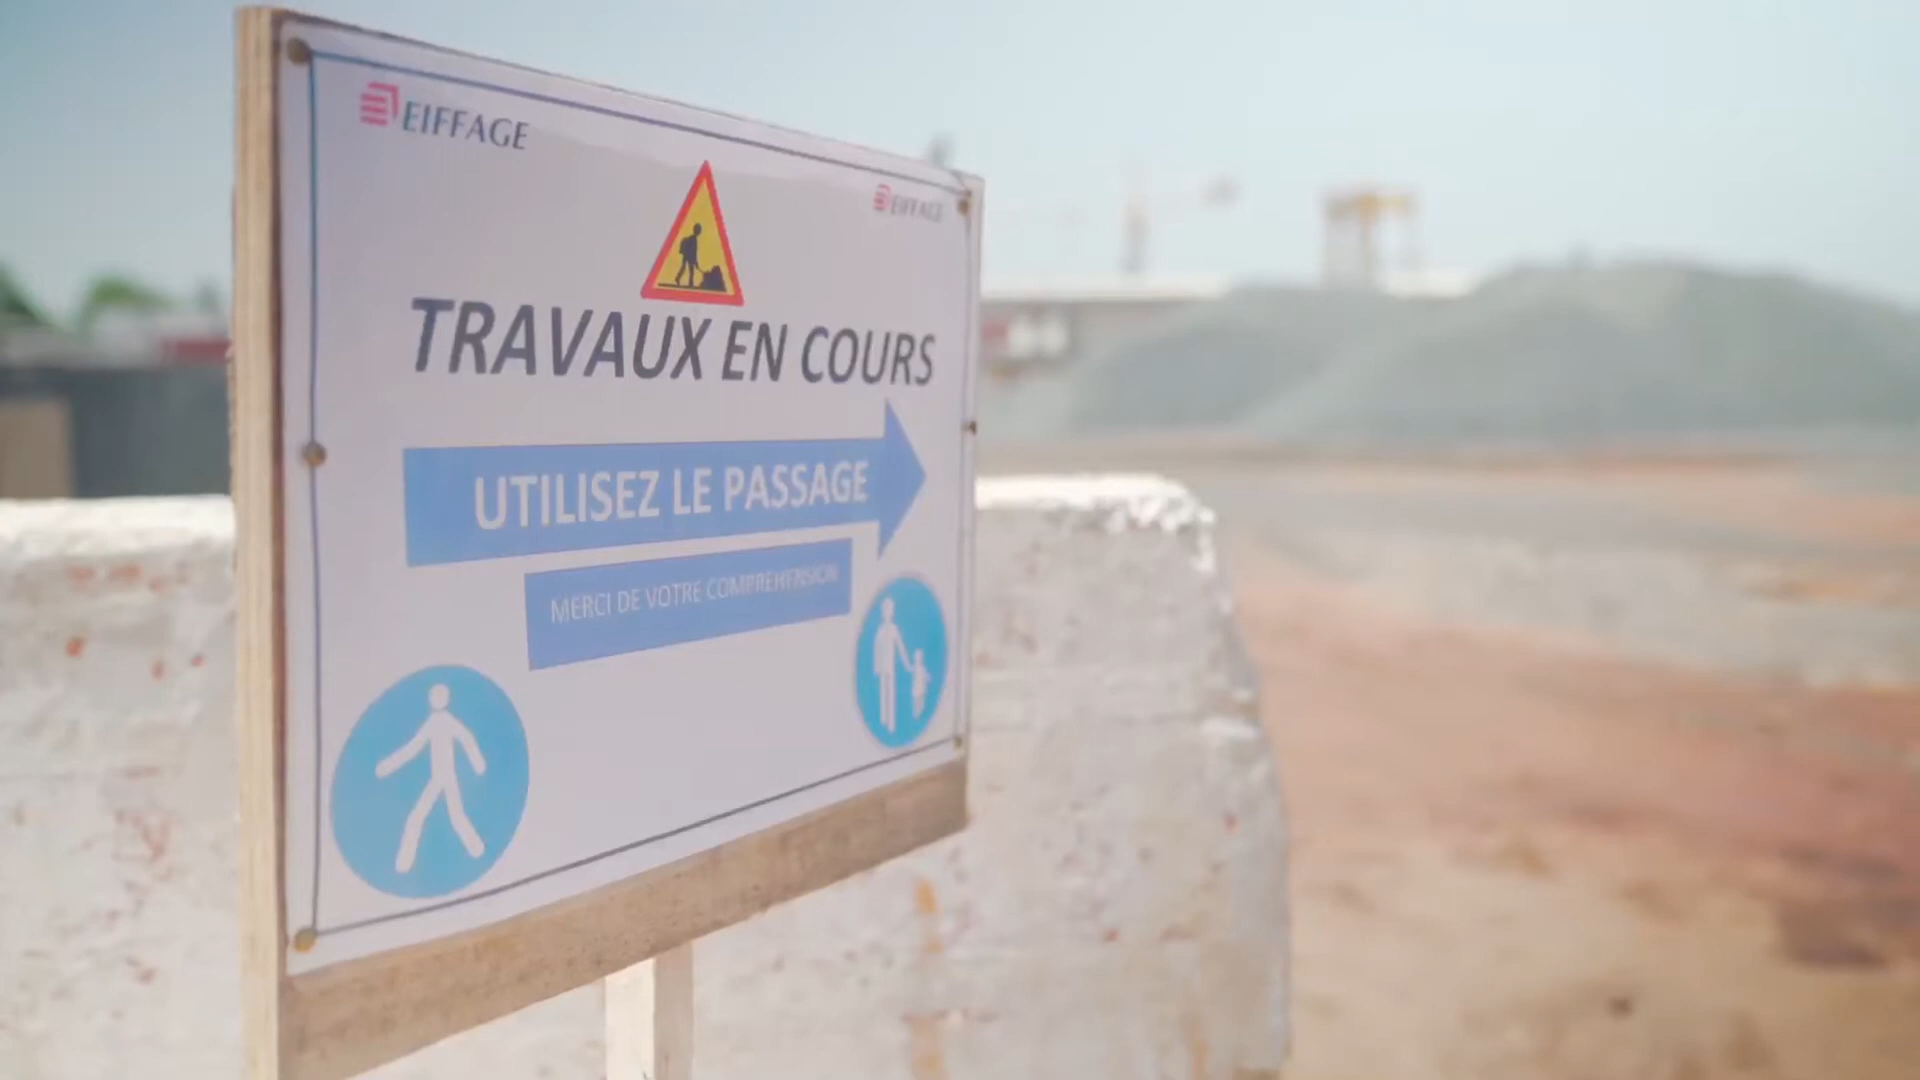 EIFFAGE
EIFFAGE
TRAVAUX EN COURS
UTILISEZ LE PASSAGE
MERCI DE VOTRE COMPREHENSION